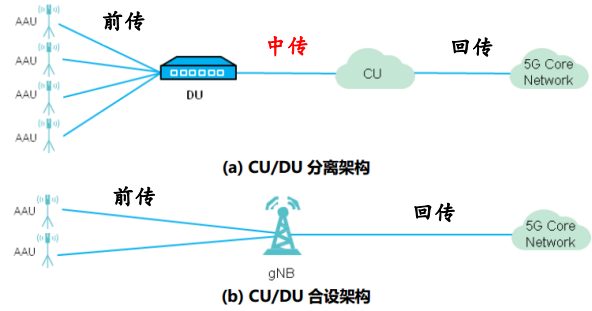 AAU
前传
中传
回传
AAU
AAU
AAU
DU
CU
5G Core
Network
(a) CU/DU 分离架构
AAU
前传
回传
AAU
gNB
5G Core
Network
(b) CU/DU 合设架构